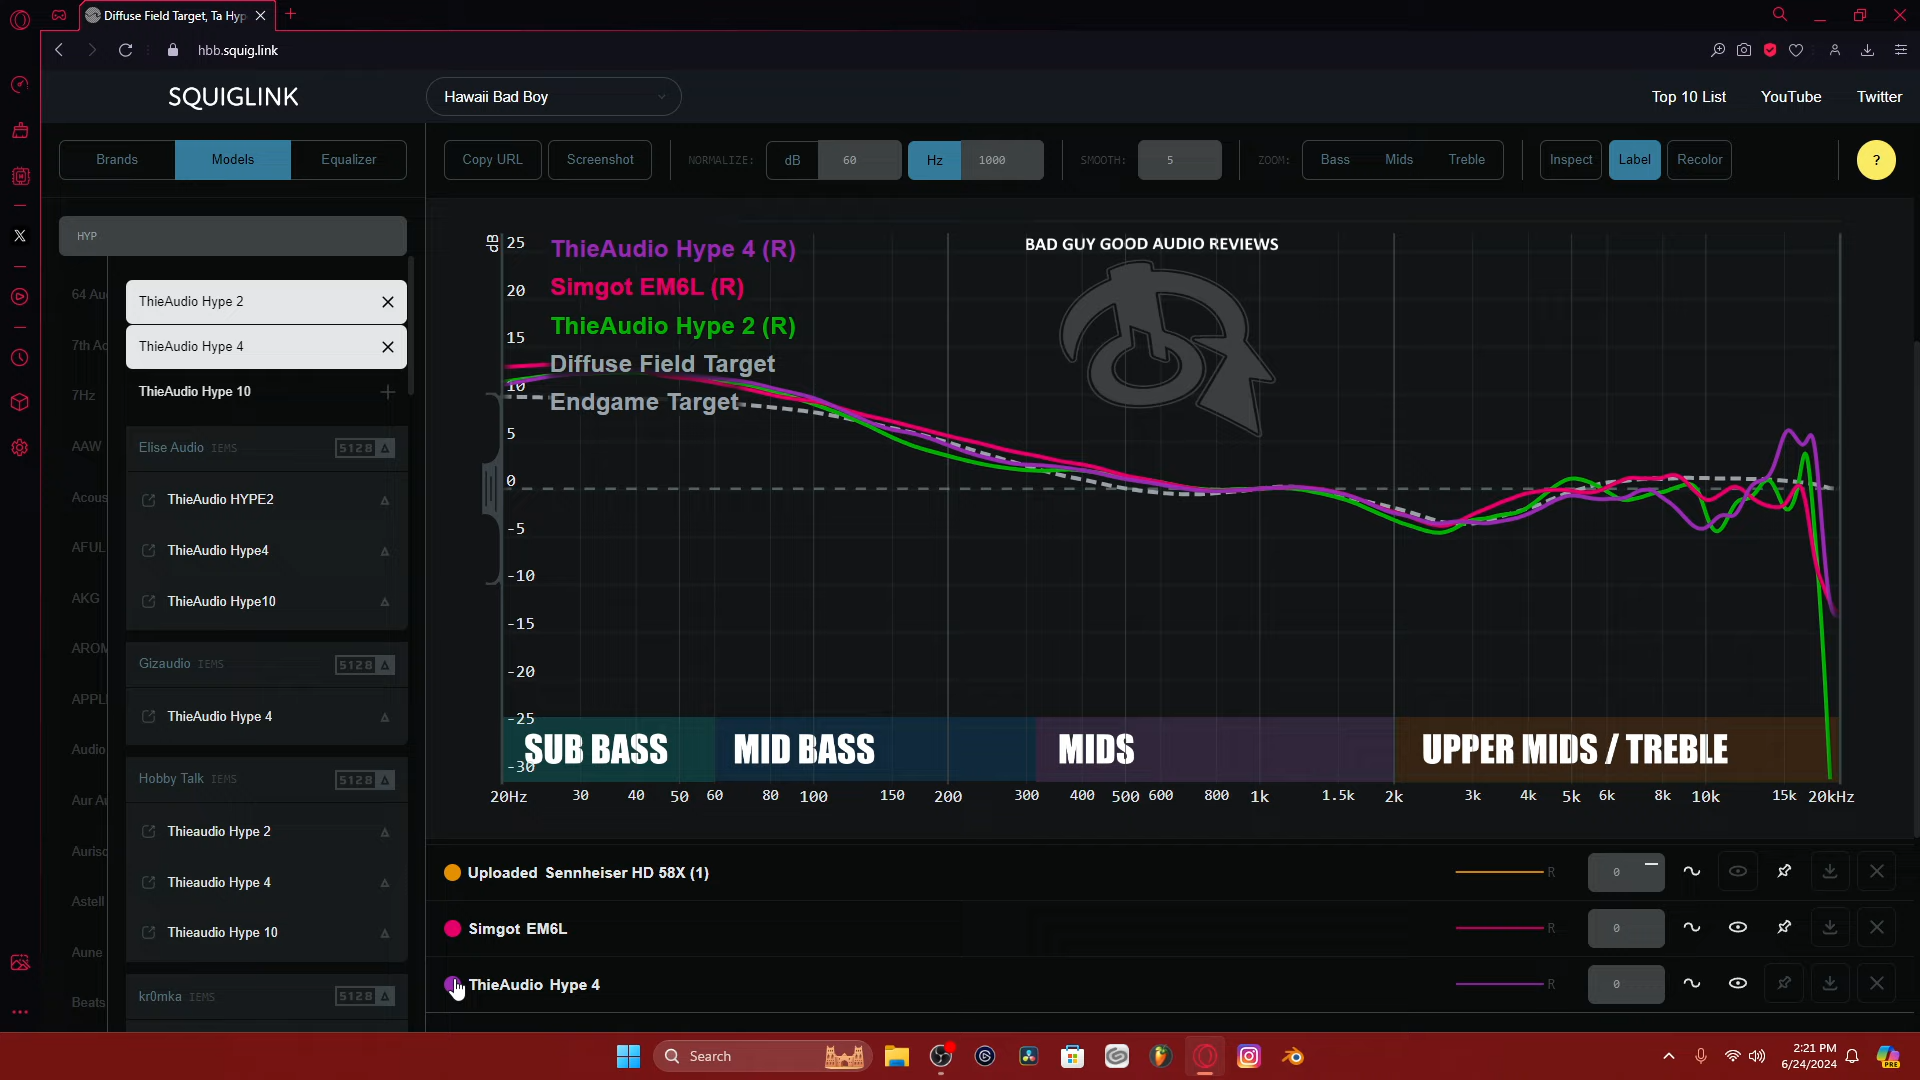 Diffuse Field Target, Ta Hyp
hbb.squig.link
SQUIGLINK
Hawaii Bad Boy
Top 10 List
YouTube
Twitter
Brands
Models
Equalizer
Copy URL
Screenshot
NORMALIZE:
dB
60
Hz
1000
SMOOTH:
5
ZOOM:
Bass
Mids
Treble
Inspect
Label
Recolor
?
HYP
64 Au
7th Ac
7Hz
AAW
Acous
AFUL
AKG
AROM
APPL
Audio
Aur Au
Aurisc
Astell
Aune
Beats
ThieAudio Hype 2
ThieAudio Hype 4
ThieAudio Hype 10
Elise Audio IEMS
5128
ThieAudio HYPE2
ThieAudio Hype4
ThieAudio Hype10
Gizaudio IEMS
5128
ThieAudio Hype 4
Hobby Talk IEMS
5128
Thieaudio Hype 2
Thieaudio Hype 4
Thieaudio Hype 10
kr0mka IEMS
5128
dB
25
20
15
10
5
0
-5
-10
-15
-20
-25
-30
ThieAudio Hype 4 (R)
Simgot EM6L (R)
ThieAudio Hype 2 (R)
Diffuse Field Target
Endgame Target
BAD GUY GOOD AUDIO REVIEWS
SUB BASS
MID BASS
MIDS
UPPER MIDS / TREBLE
20Hz 30 40 50 60 80 100 150 200 300 400 500 600 800 1k 1.5k 2k 3k 4k 5k 6k 8k 10k 15k 20kHz
Uploaded Sennheiser HD 58X (1)
R
0
Simgot EM6L
R
0
ThieAudio Hype 4
R
0
Search
2:21 PM
6/24/2024
PRE